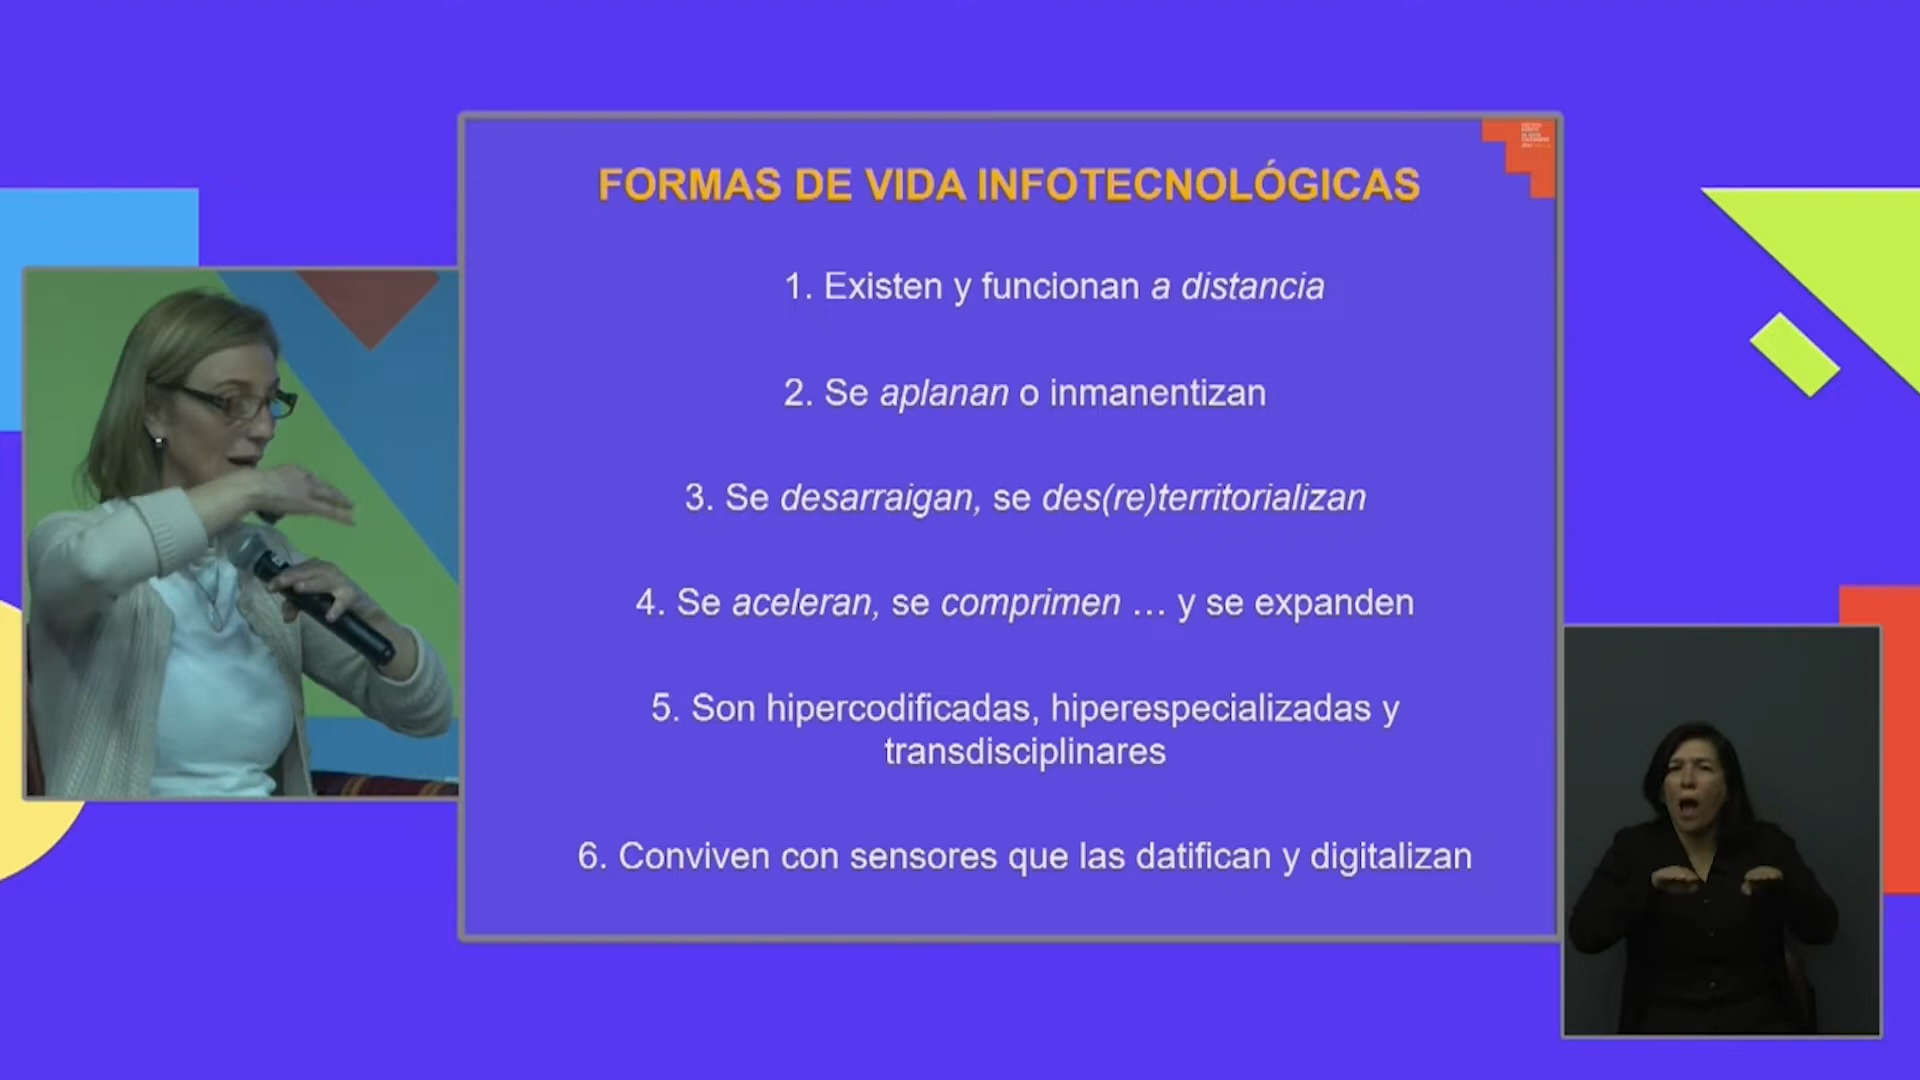 FORMAS DE VIDA INFOTECNOLÓGICAS
1. Existen y funcionan a distancia
2. Se aplanan o inmanentizan
3. Se desarraigan, se des(re)territorializan
4. Se aceleran, se comprimen … y se expanden
5. Son hipercodificadas, hiperespecializadas y
transdisciplinares
6. Conviven con sensores que las datifican y digitalizan